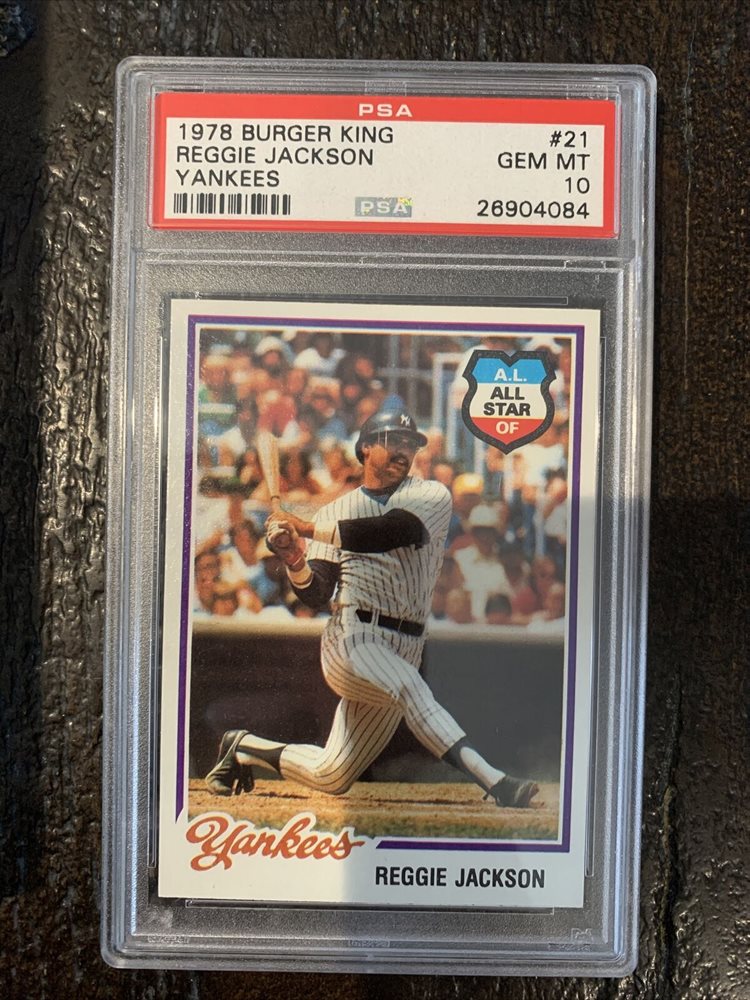 PSA
1978 BURGER KING #21
REGGIE JACKSON GEM MT
YANKEES 10
PSA 26904084
A.L.
ALL
STAR
OF
Yankees
REGGIE JACKSON